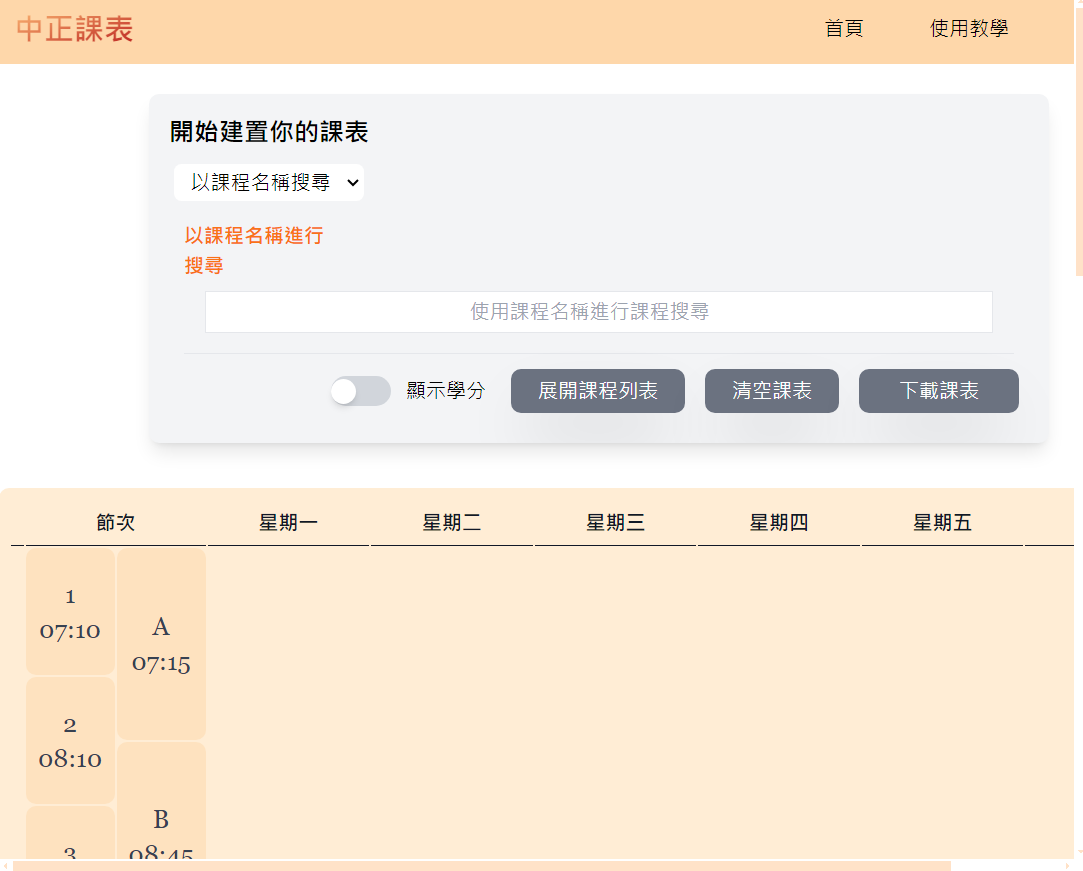 中正課表
首頁
使用教學
開始建置你的課表
以課程名稱搜尋
以課程名稱進行
搜尋
使用課程名稱進行課程搜尋
顯示學分
展開課程列表
清空課表
下載課表
節次 星期一 星期二 星期三 星期四 星期五
1
07:10
A
07:15
2
08:10
B
08:45
3